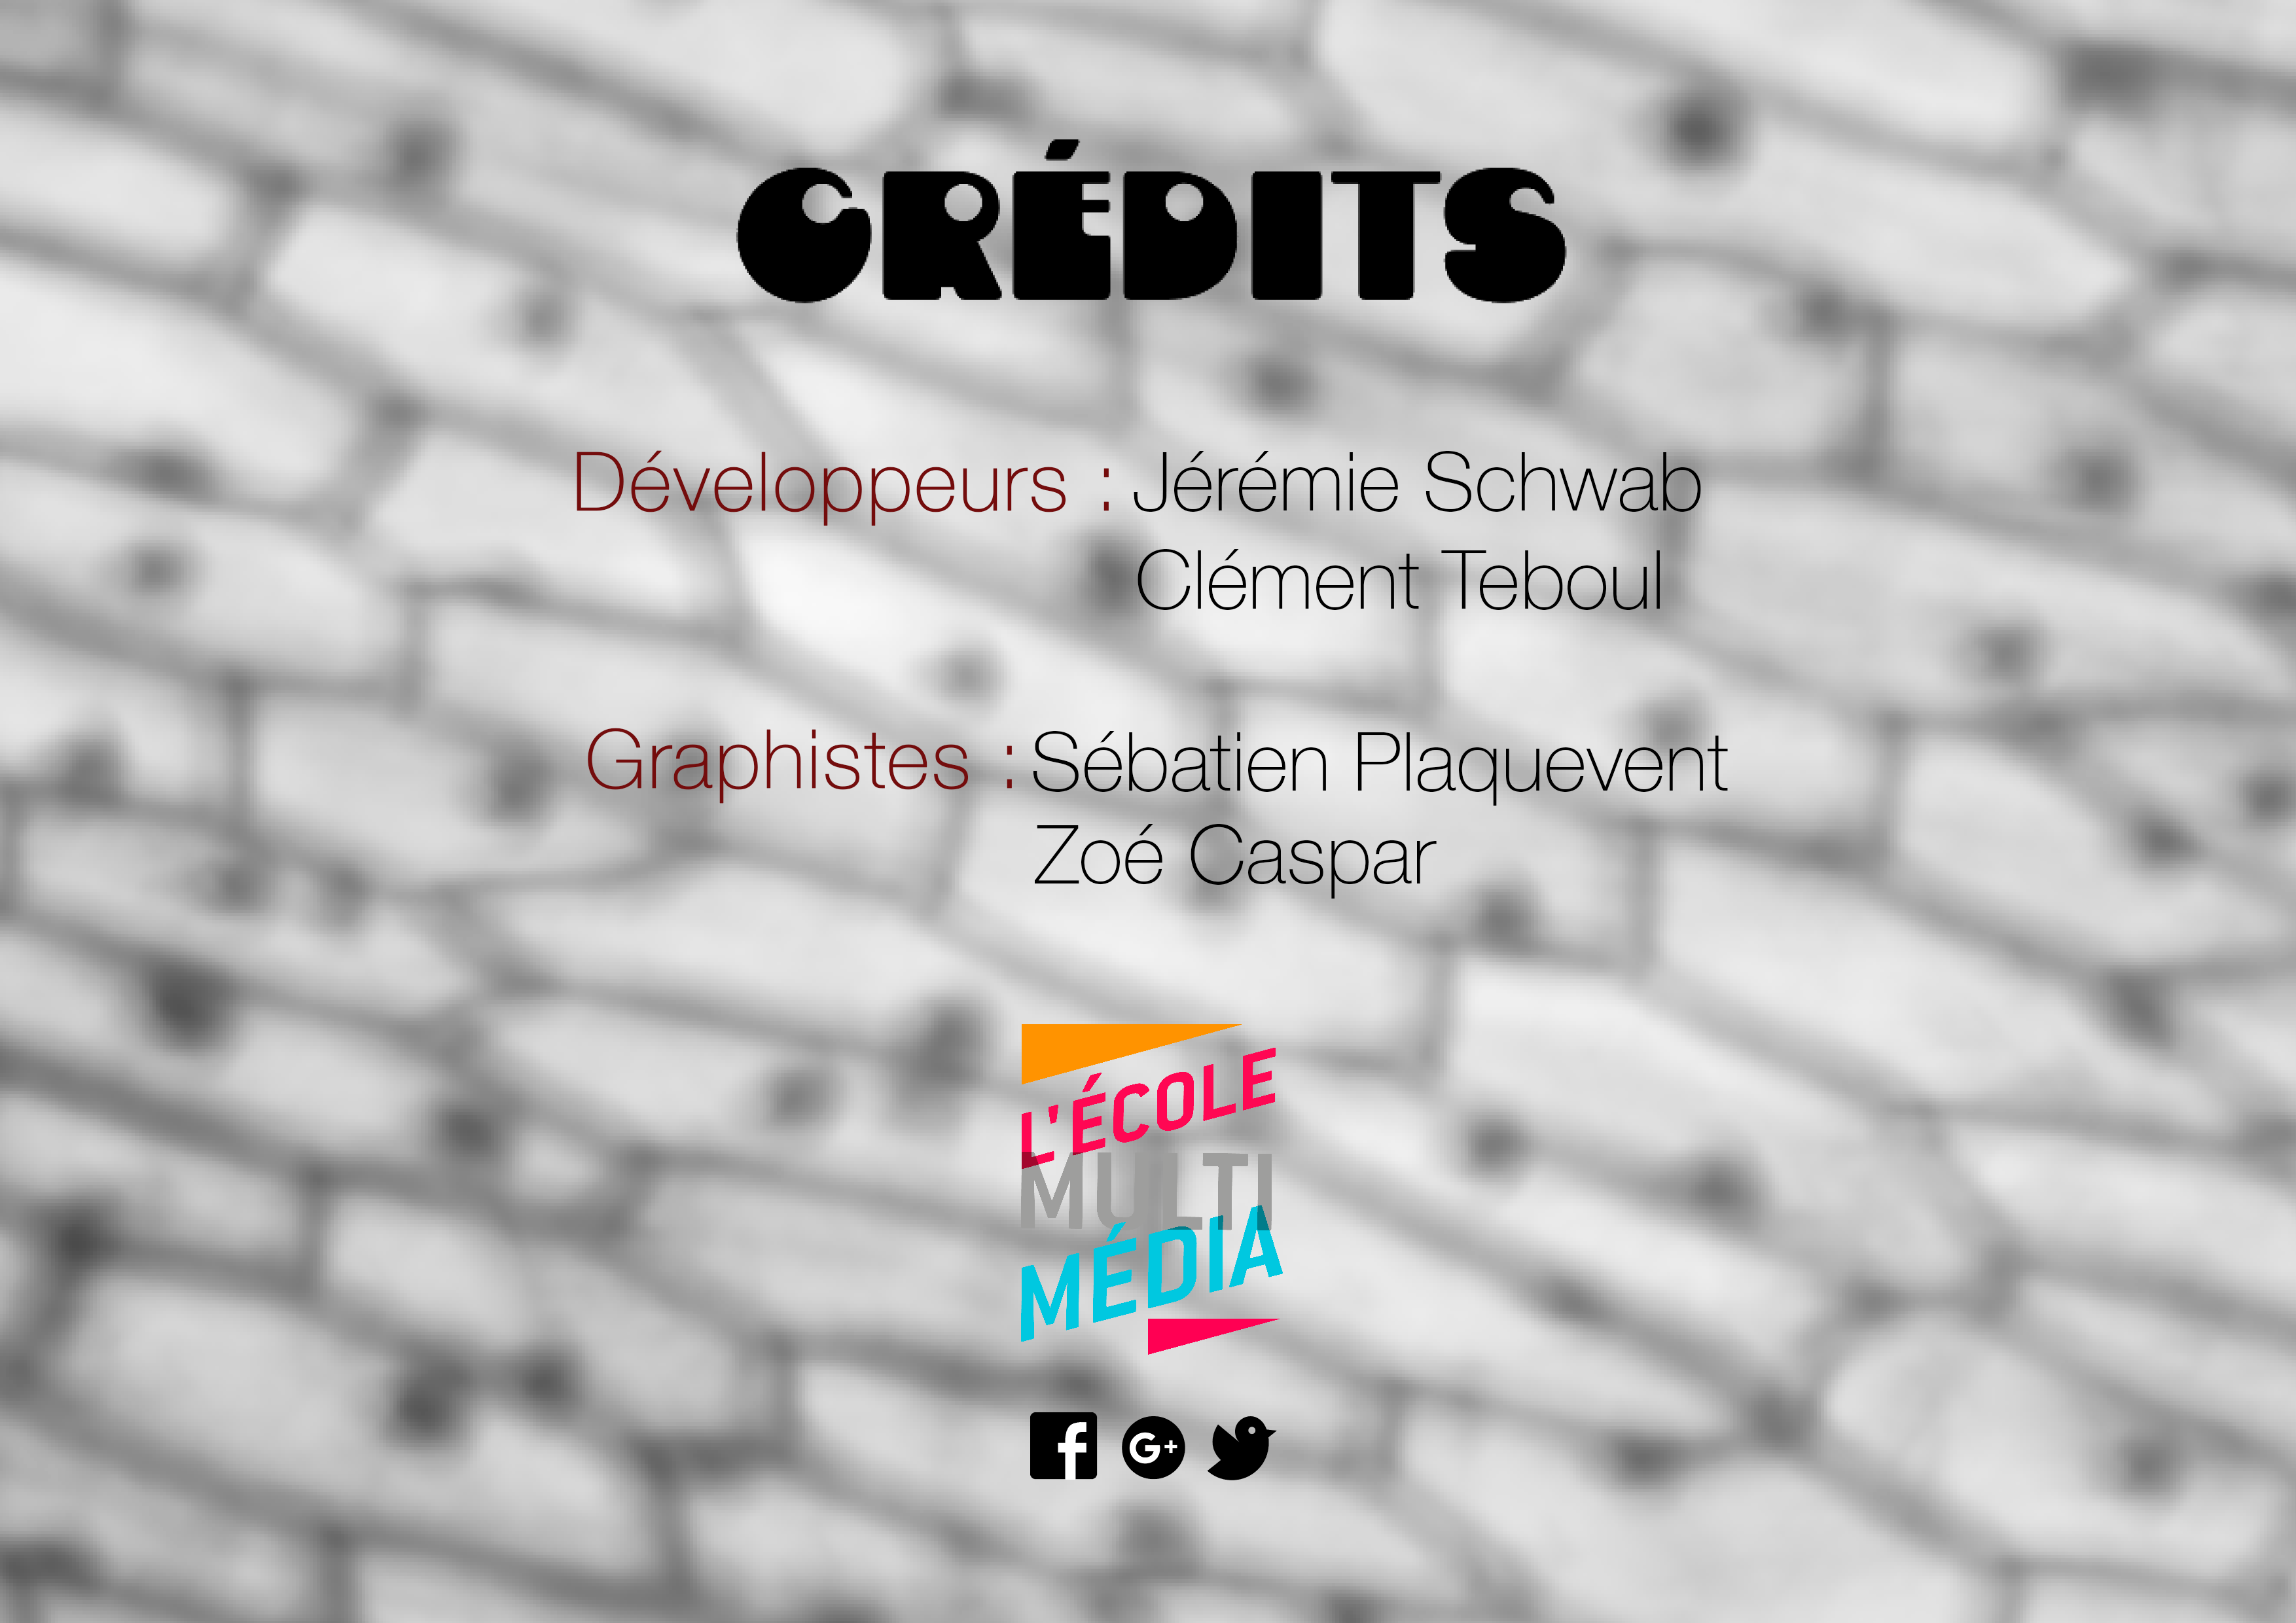 CRÉDITS
Développeurs : Jérémie Schwab
Clément Teboul
Graphistes : Sébatien Plaquevent
Zoé Caspar
L'ÉCOLE
MULTI
MÉDIA
f G+